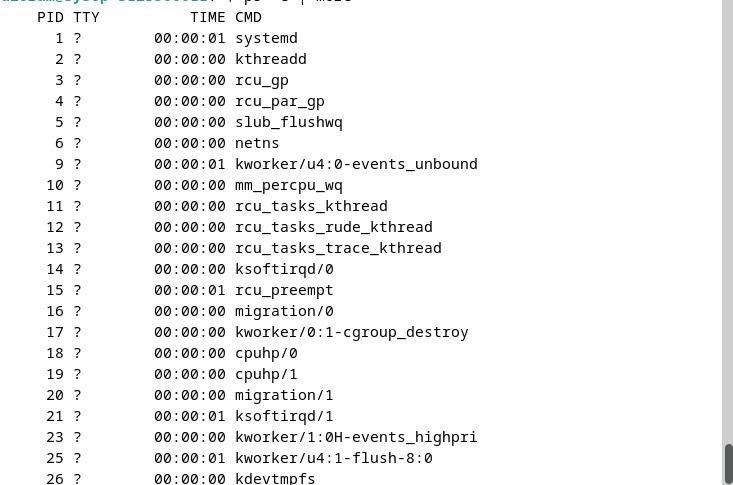 PID TTY          TIME CMD
1 ?        00:00:01 systemd
2 ?        00:00:00 kthreadd
3 ?        00:00:00 rcu_gp
4 ?        00:00:00 rcu_par_gp
5 ?        00:00:00 slub_flushwq
6 ?        00:00:00 netns
9 ?        00:00:01 kworker/u4:0-events_unbound
10 ?        00:00:00 mm_percpu_wq
11 ?        00:00:00 rcu_tasks_kthread
12 ?        00:00:00 rcu_tasks_rude_kthread
13 ?        00:00:00 rcu_tasks_trace_kthread
14 ?        00:00:00 ksoftirqd/0
15 ?        00:00:01 rcu_preempt
16 ?        00:00:00 migration/0
17 ?        00:00:00 kworker/0:1-cgroup_destroy
18 ?        00:00:00 cpuhp/0
19 ?        00:00:00 cpuhp/1
20 ?        00:00:00 migration/1
21 ?        00:00:01 ksoftirqd/1
23 ?        00:00:00 kworker/1:0H-events_highpri
25 ?        00:00:01 kworker/u4:1-flush-8:0
26 ?        00:00:00 kdevtmpfs